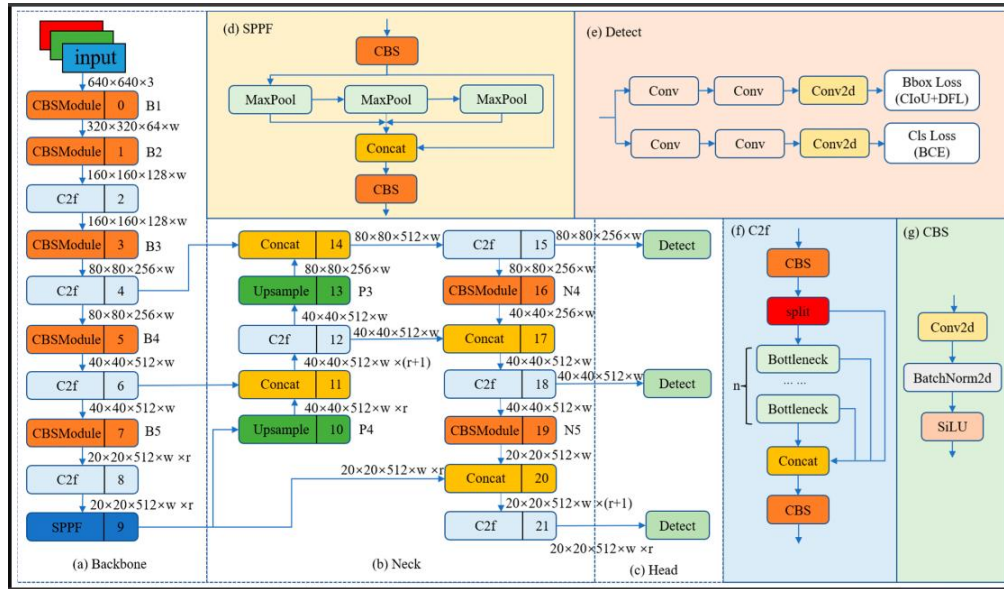 input
640×640×3
CBSModule 0 B1
320×320×64×w
CBSModule 1 B2
160×160×128×w
C2f 2
160×160×128×w
CBSModule 3 B3
80×80×256×w
C2f 4
80×80×256×w
CBSModule 5 B4
40×40×512×w
C2f 6
40×40×512×w
CBSModule 7 B5
20×20×512×w ×r
C2f 8
20×20×512×w ×r
SPPF 9
(a) Backbone
(d) SPPF
CBS
MaxPool MaxPool MaxPool
Concat
CBS
(e) Detect
Conv Conv Conv2d Bbox Loss
(CIoU+DFL)
Conv Conv Conv2d Cls Loss
(BCE)
Concat 14
80×80×512×w
80×80×256×w
Upsample 13 P3
40×40×512×w
C2f 12
40×40×512×w
40×40×512×w ×(r+1)
Concat 11
40×40×512×w ×r
Upsample 10 P4
20×20×512×w ×r
C2f 15
80×80×256×w
80×80×256×w
CBSModule 16 N4
40×40×256×w
Concat 17
40×40×512×w
C2f 18
40×40×512×w
40×40×512×w
CBSModule 19 N5
20×20×512×w
Concat 20
20×20×512×w ×(r+1)
C2f 21
20×20×512×w ×r
(b) Neck
Detect
Detect
Detect
(c) Head
(f) C2f
CBS
split
Bottleneck
n
... ...
Bottleneck
Concat
CBS
(g) CBS
Conv2d
BatchNorm2d
SiLU